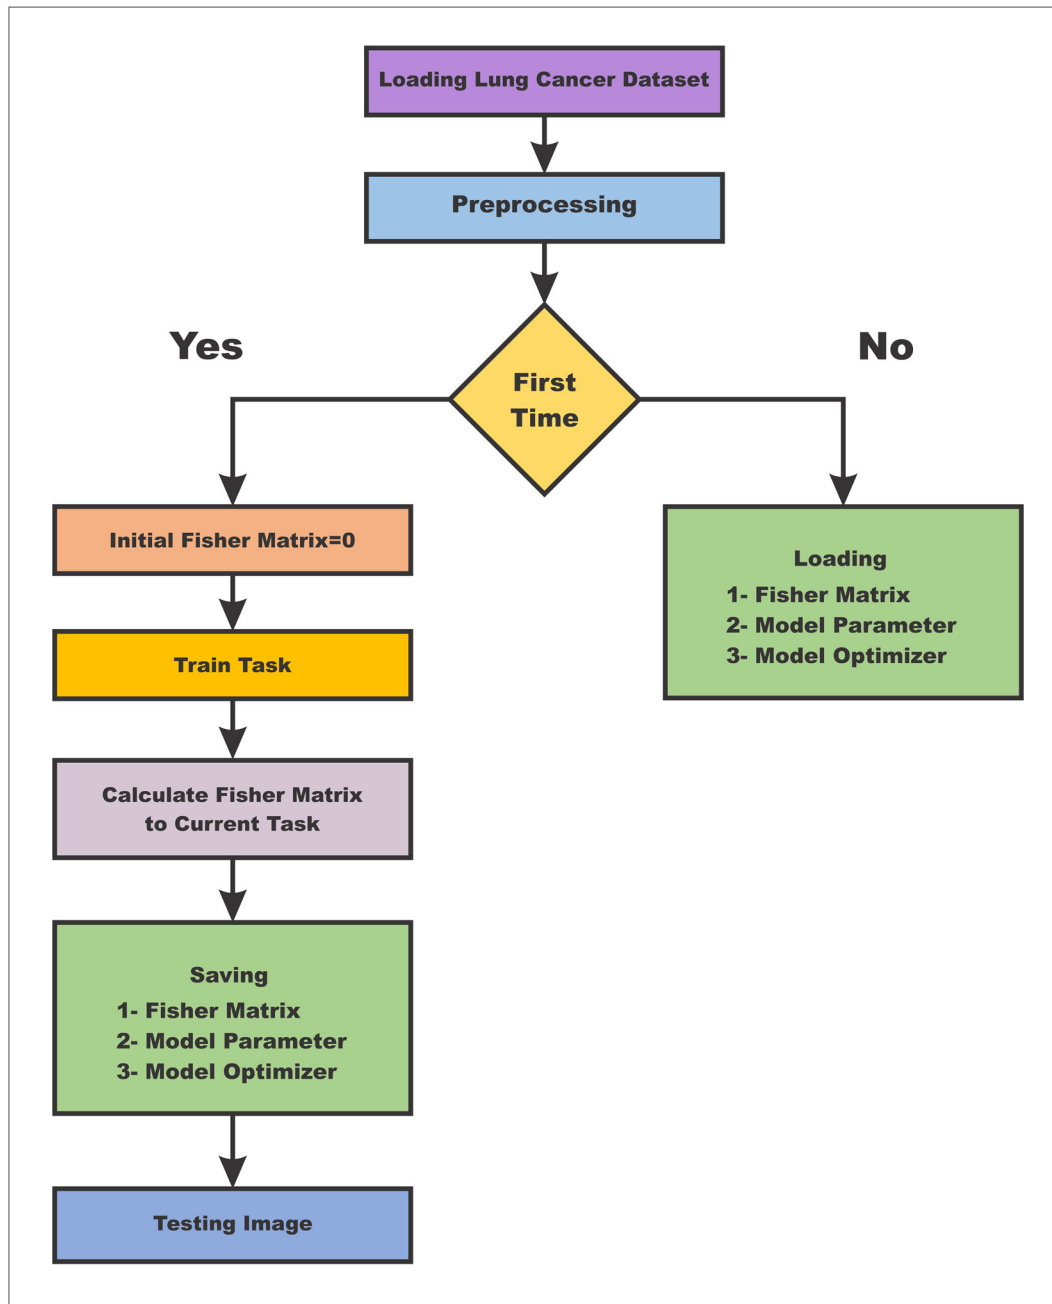 Loading Lung Cancer Dataset
Preprocessing
Yes
No
First
Time
Initial Fisher Matrix=0
Train Task
Calculate Fisher Matrix
to Current Task
Saving
1- Fisher Matrix
2- Model Parameter
3- Model Optimizer
Testing Image
Loading
1- Fisher Matrix
2- Model Parameter
3- Model Optimizer